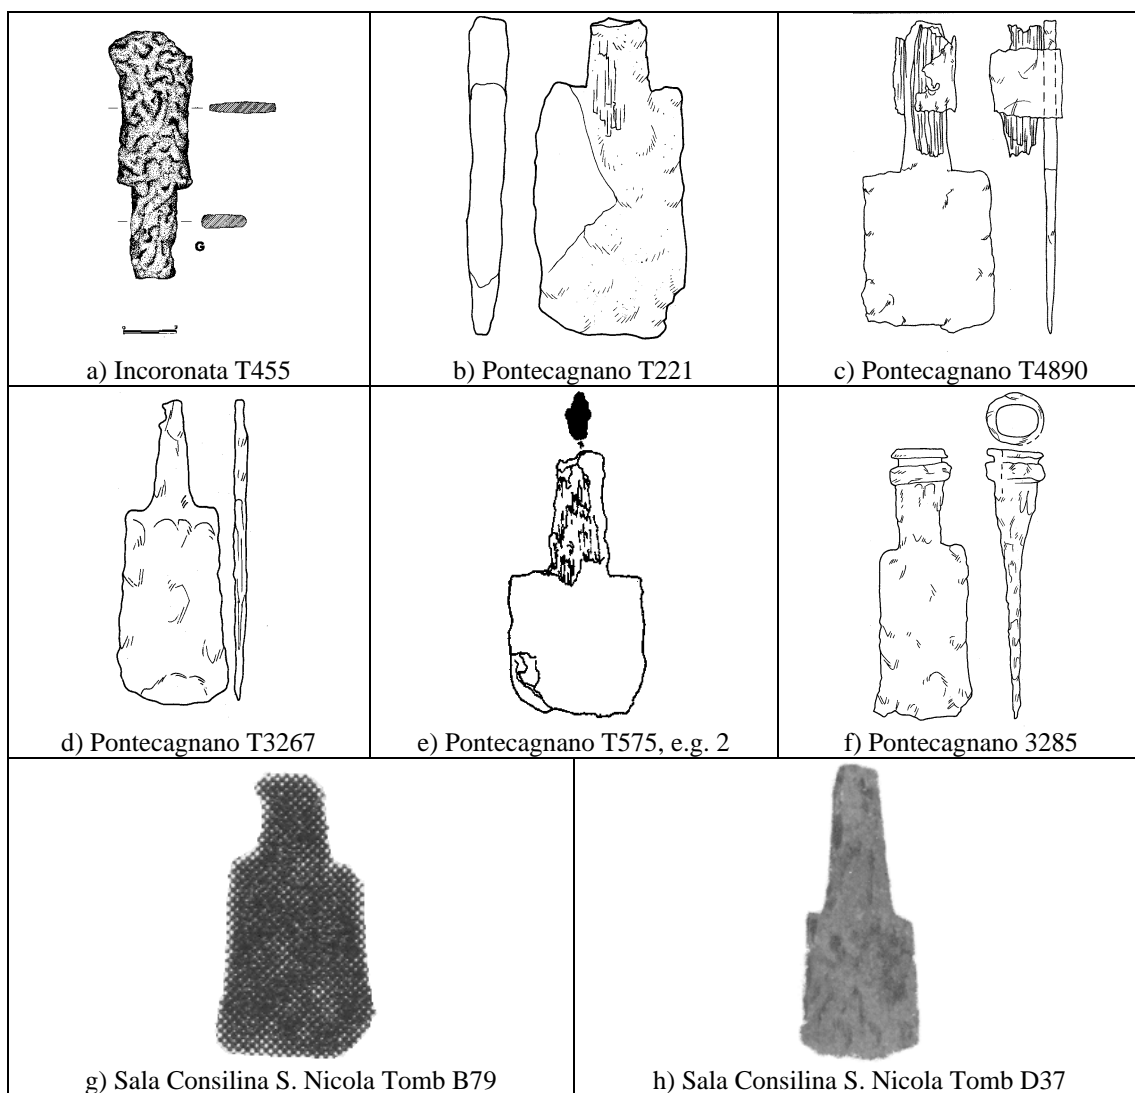 G
a) Incoronata T455
b) Pontecagnano T221
c) Pontecagnano T4890
d) Pontecagnano T3267
e) Pontecagnano T575, e.g. 2
f) Pontecagnano 3285
g) Sala Consilina S. Nicola Tomb B79
h) Sala Consilina S. Nicola Tomb D37